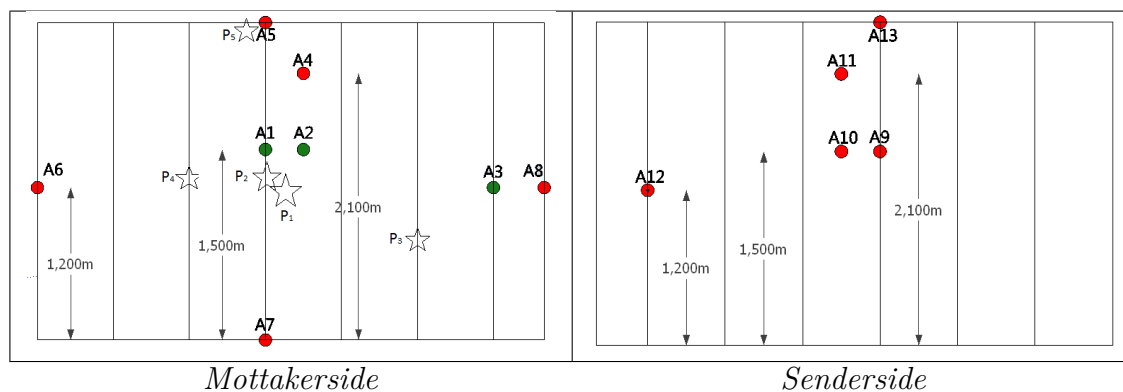 P₅
A5
A4
A1
A2
A6
P₄
P₂
P₁
A3
A8
2,100m
P₃
1,500m
1,200m
A7
Mottakerside
A13
A11
A10
A9
A12
2,100m
1,500m
1,200m
Senderside